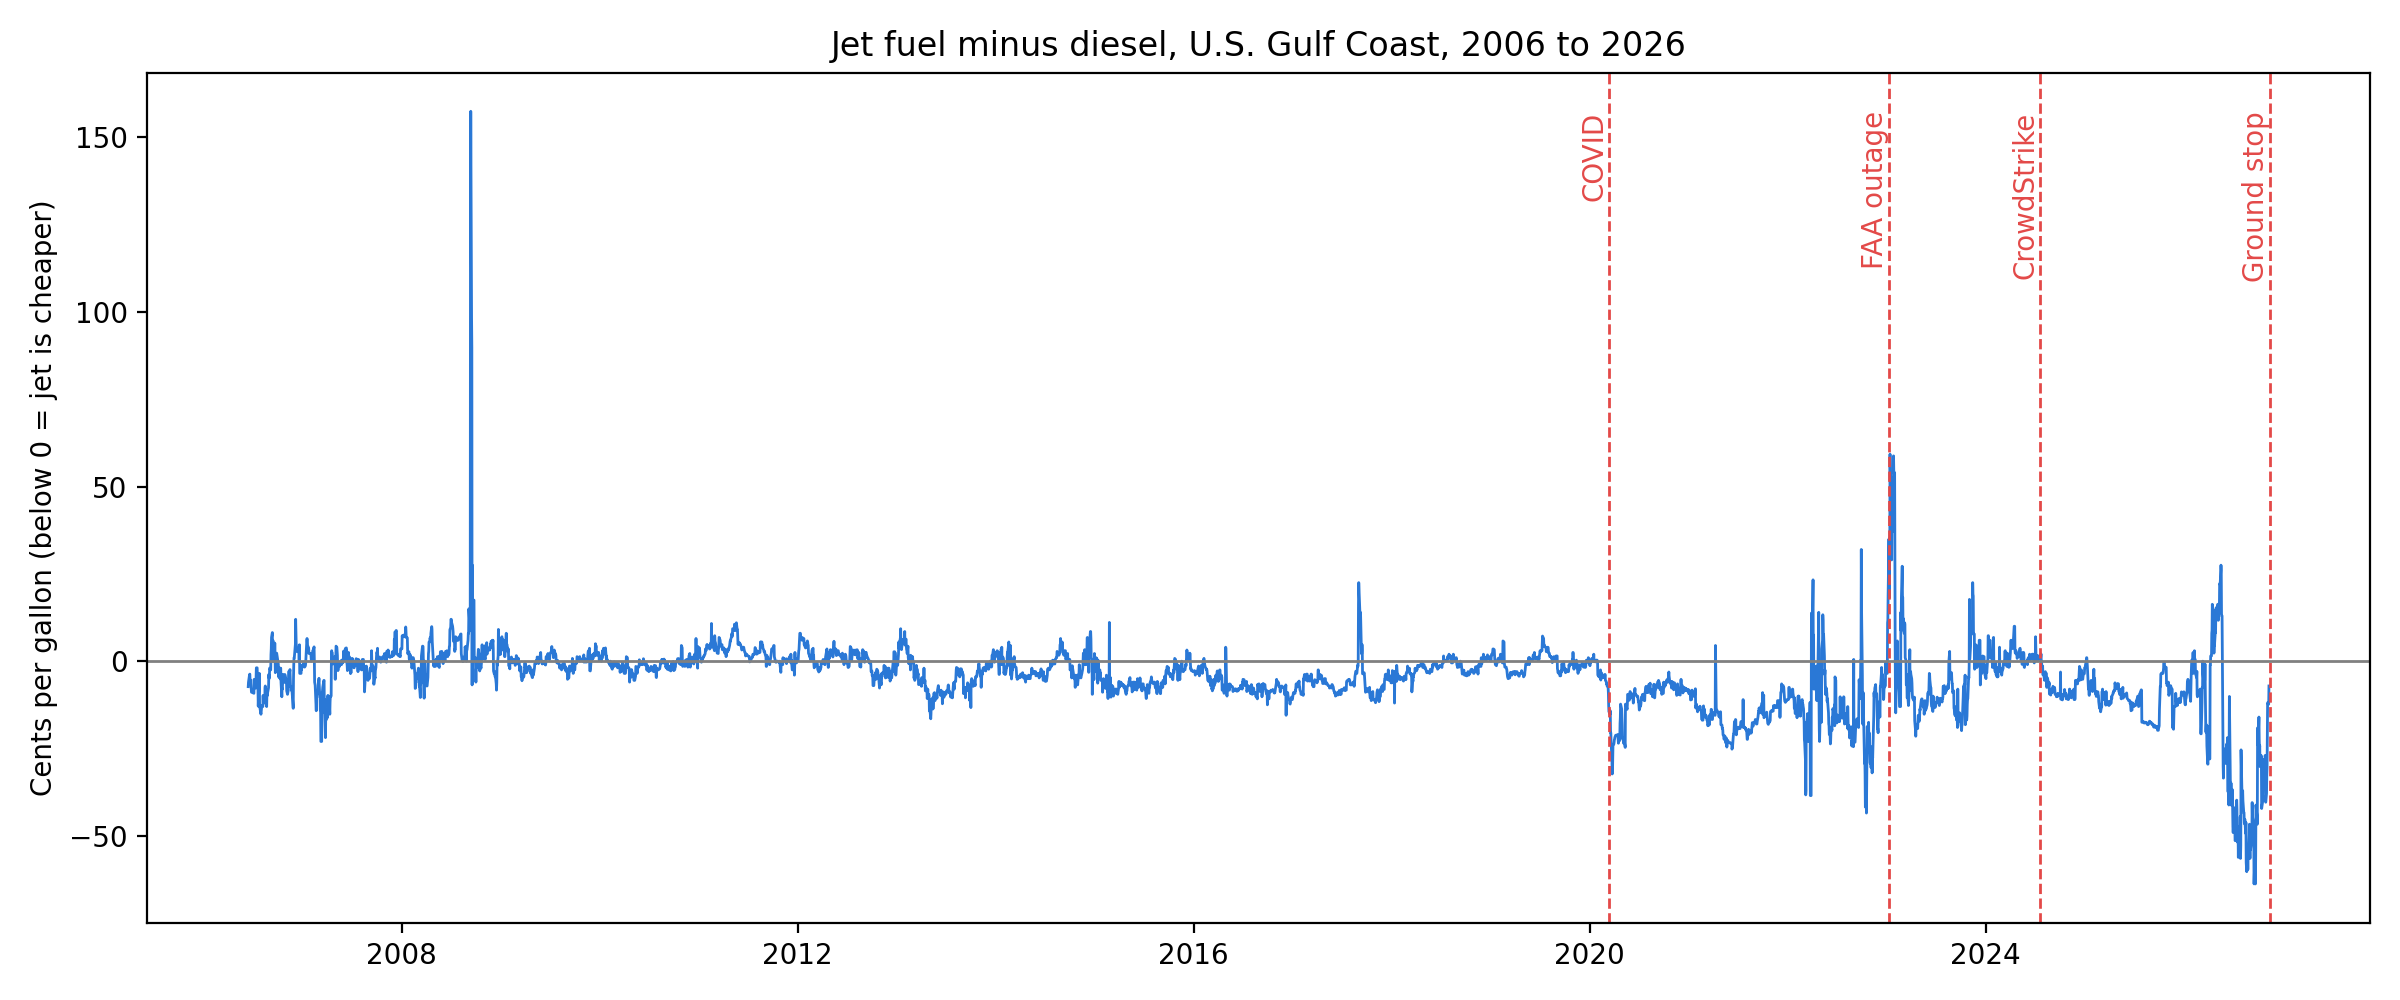 Jet fuel minus diesel, U.S. Gulf Coast, 2006 to 2026
Cents per gallon (below 0 = jet is cheaper)
150
100
50
0
−50
COVID
FAA outage
CrowdStrike
Ground stop
2008
2012
2016
2020
2024